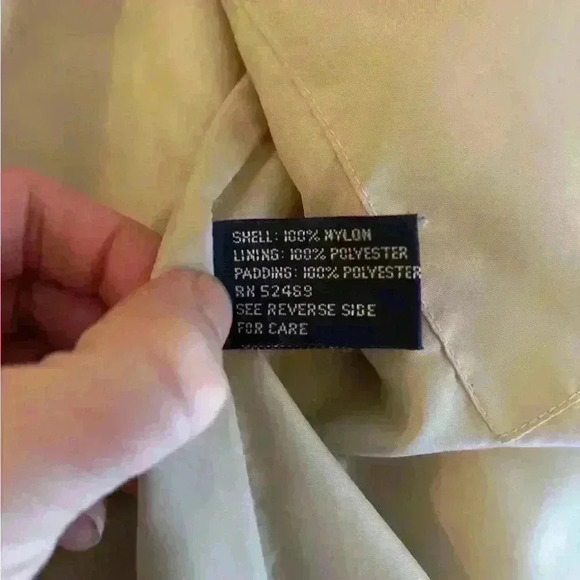 SHELL: 100% NYLON
LINING: 100% POLYESTER
PADDING: 100% POLYESTER
RN 52469
SEE REVERSE SIDE
FOR CARE